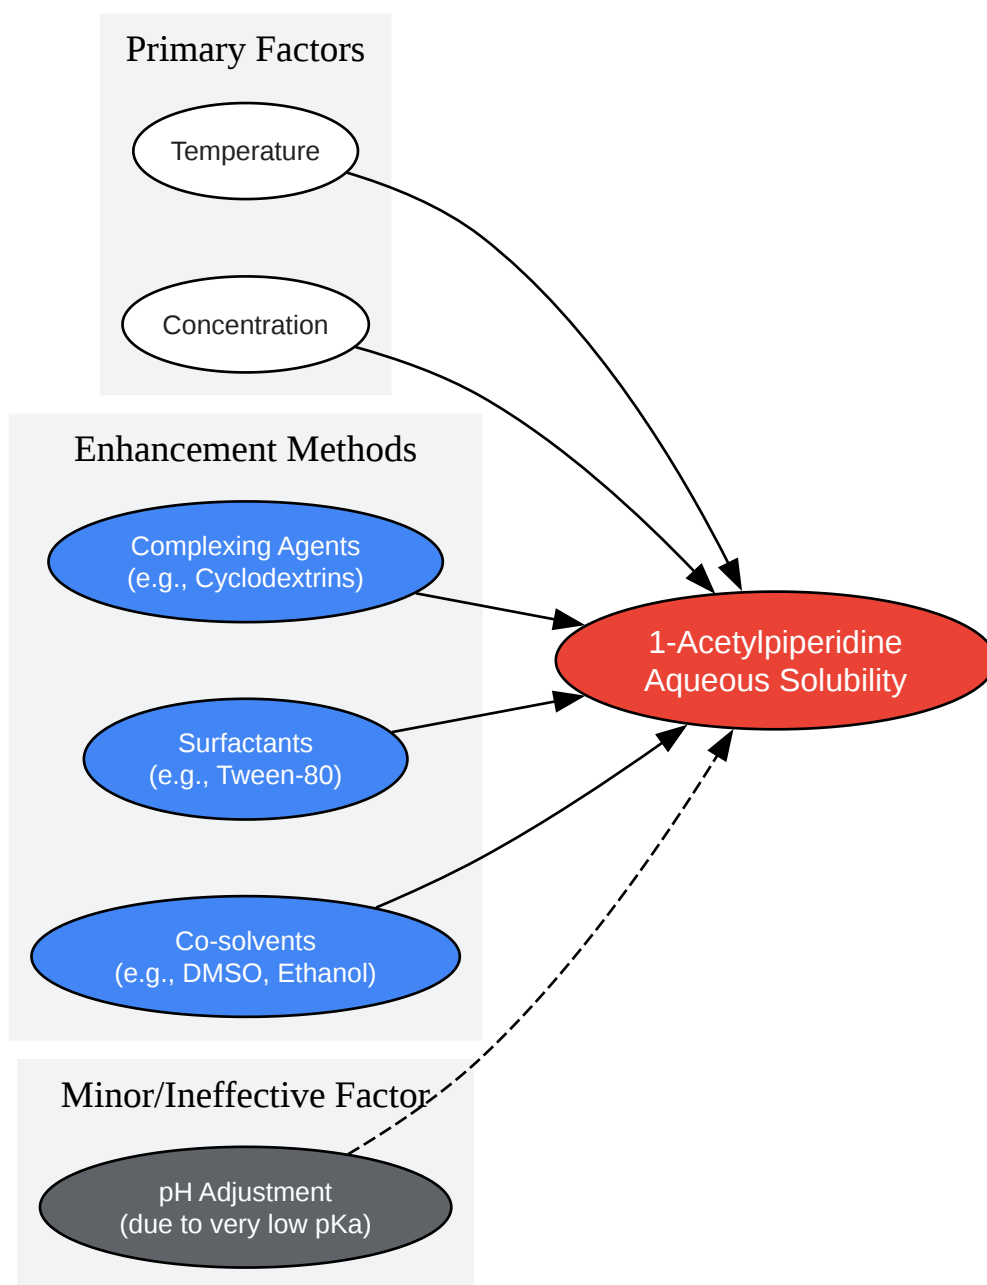 Primary Factors
Temperature
Concentration
Enhancement Methods
Complexing Agents
(e.g., Cyclodextrins)
Surfactants
(e.g., Tween-80)
Co-solvents
(e.g., DMSO, Ethanol)
1-Acetylpiperidine
Aqueous Solubility
Minor/Ineffective Factor
pH Adjustment
(due to very low pKa)